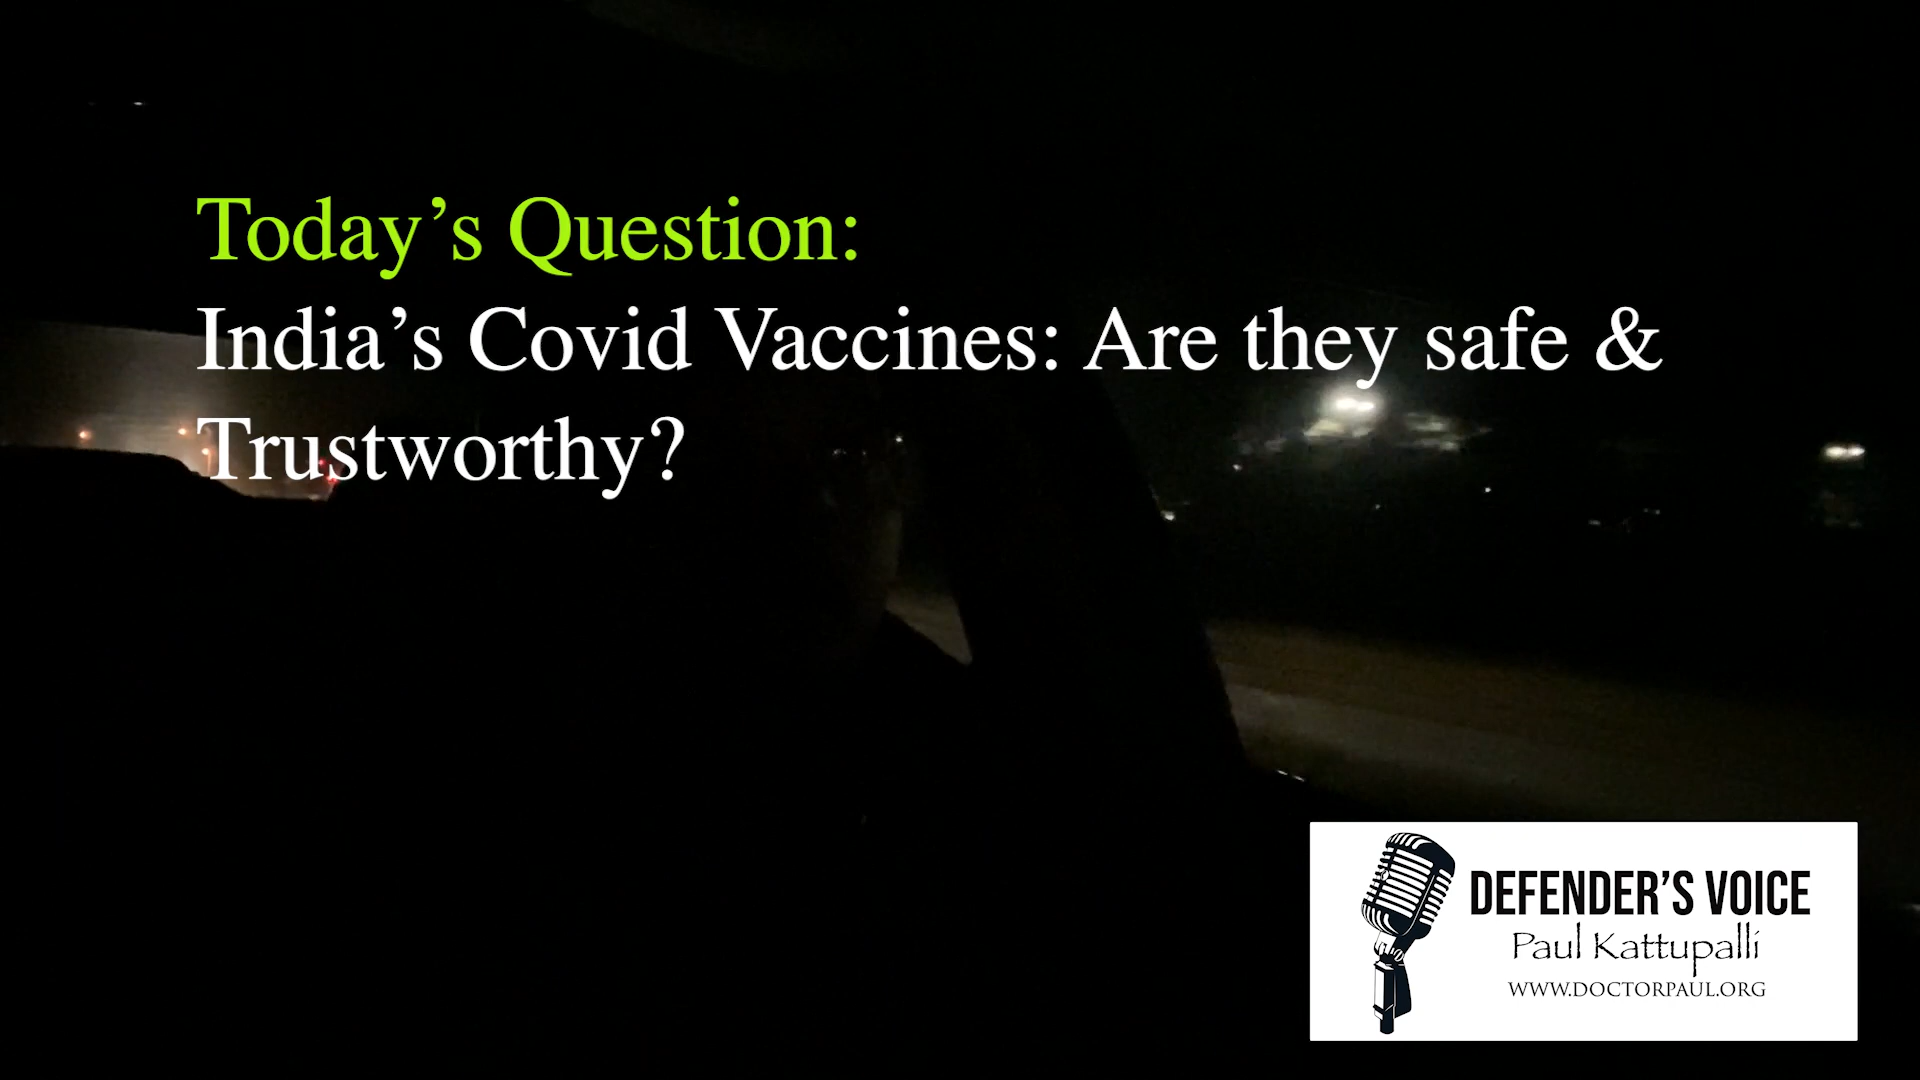 Today’s Question:
India’s Covid Vaccines: Are they safe &
Trustworthy?
DEFENDER’S VOICE
Paul Kattupalli
WWW.DOCTORPAUL.ORG